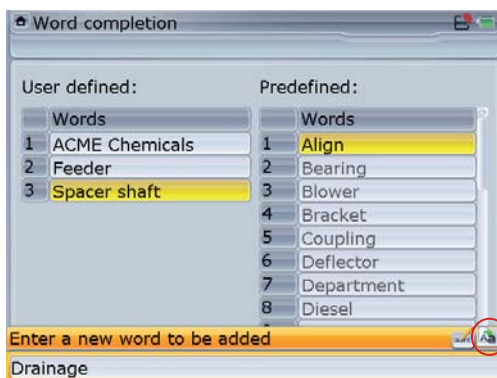 Word completion
User defined:
Words
1 ACME Chemicals
2 Feeder
3 Spacer shaft
Predefined:
Words
1 Align
2 Bearing
3 Blower
4 Bracket
5 Coupling
6 Deflector
7 Department
8 Diesel
Enter a new word to be added
Drainage